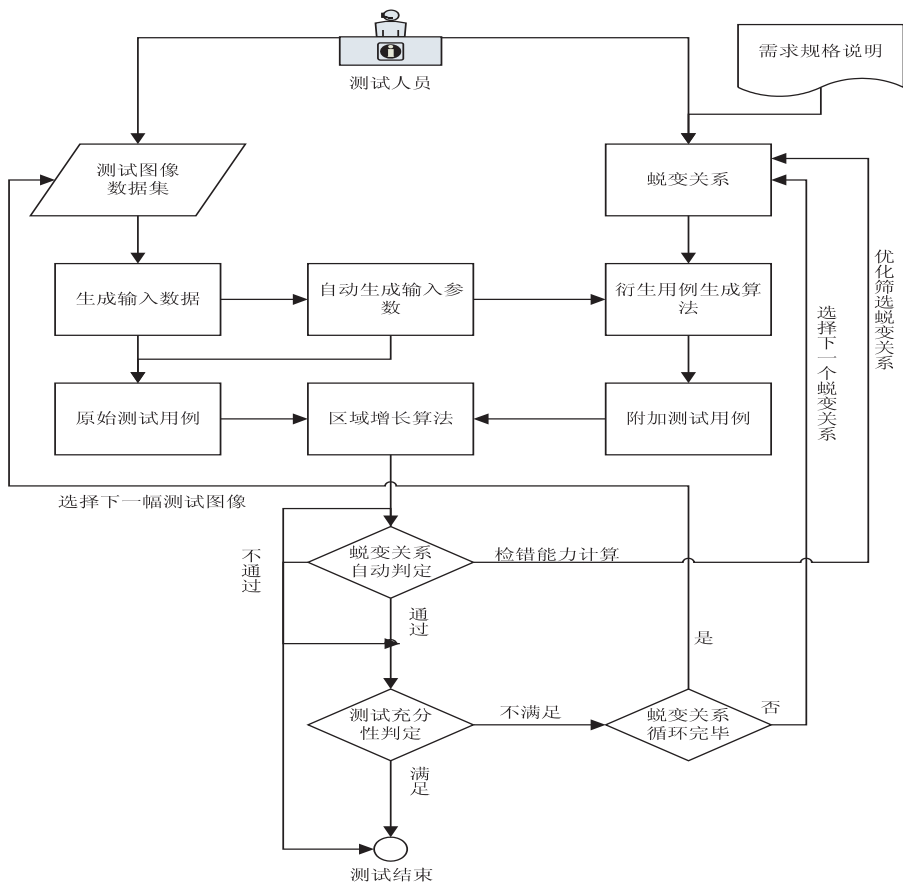 需求规格说明
测试人员
测试图像
数据集
蜕变关系
生成输入数据
自动生成输入参
数
衍生用例生成算
法
优化筛选蜕变关系
选择下一个蜕变关系
原始测试用例
区域增长算法
附加测试用例
选择下一幅测试图像
不通过
蜕变关系
自动判定
检错能力计算
通过
是
测试充分
性判定
不满足
蜕变关系
循环完毕
否
满足
测试结束